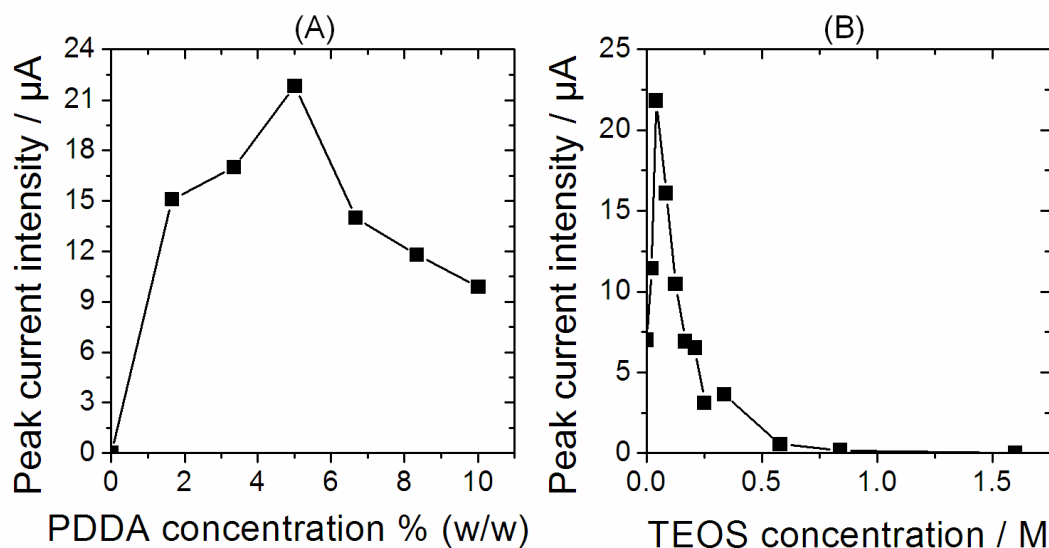 (A)
Peak current intensity / µA
24
21
18
15
12
9
6
3
0
0 2 4 6 8 10
PDDA concentration % (w/w)
(B)
Peak current intensity / µA
25
20
15
10
5
0
0.0 0.5 1.0 1.5
TEOS concentration / M